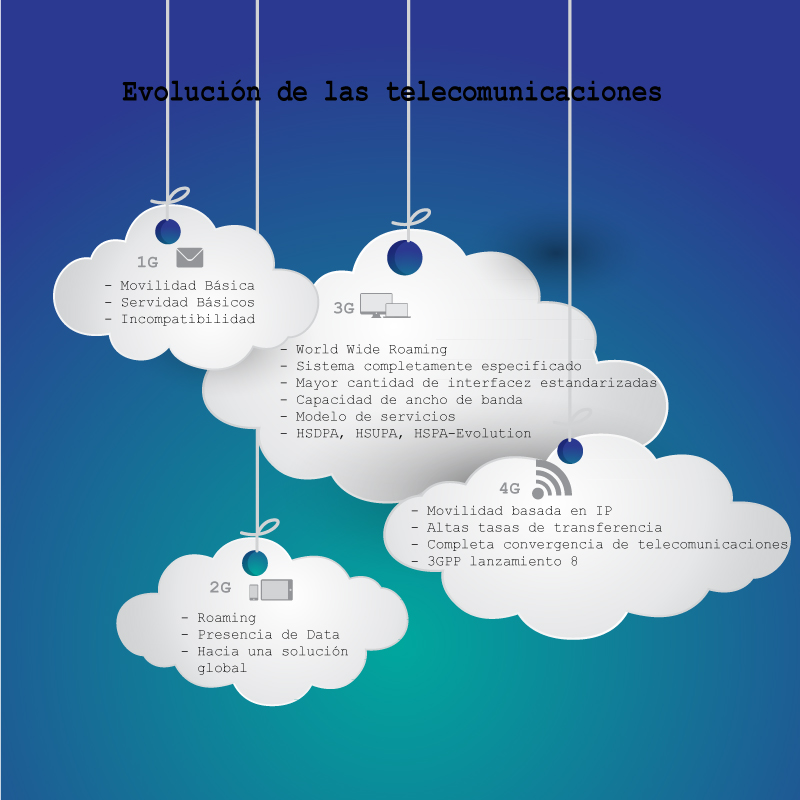 Evolución de las telecomunicaciones
1G
- Movilidad Básica
- Servidad Básicos
- Incompatibilidad
3G
- World Wide Roaming
- Sistema completamente especificado
- Mayor cantidad de interfacez estandarizadas
- Capacidad de ancho de banda
- Modelo de servicios
- HSDPA, HSUPA, HSPA-Evolution
4G
- Movilidad basada en IP
- Altas tasas de transferencia
- Completa convergencia de telecomunicaciones
- 3GPP lanzamiento 8
2G
- Roaming
- Presencia de Data
- Hacia una solución
global